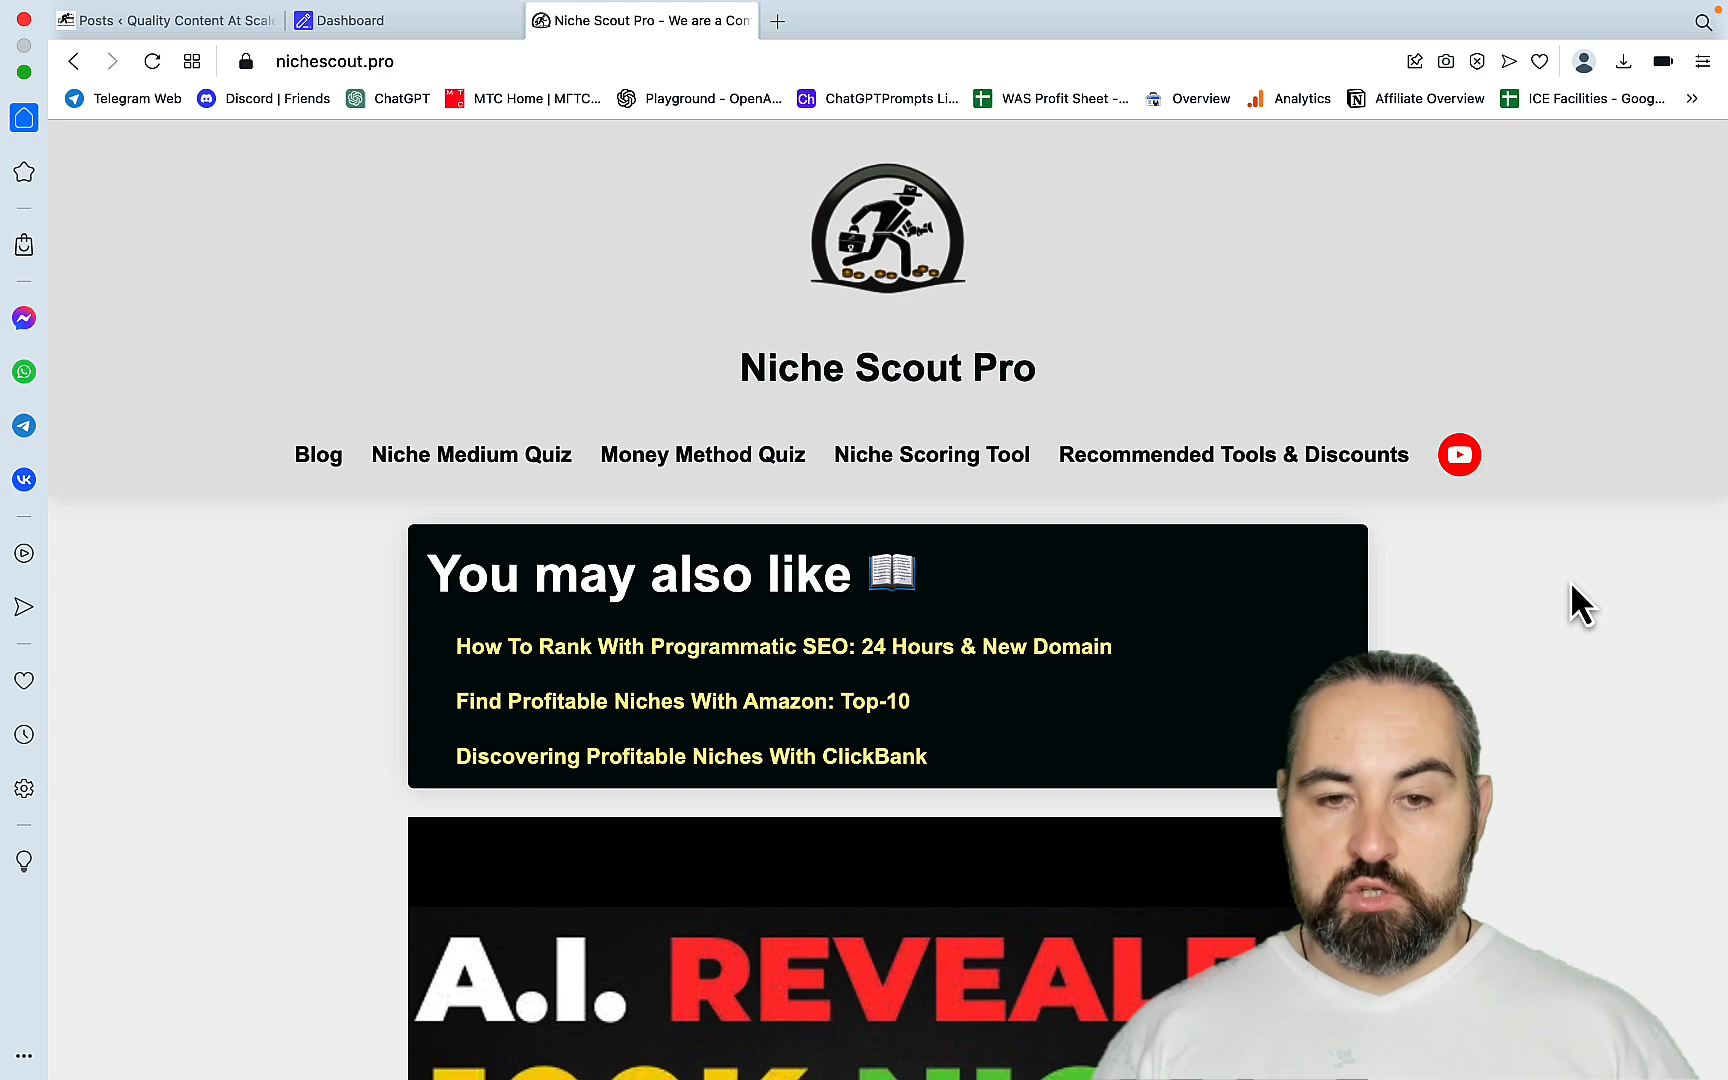 Posts ‹ Quality Content At Scale
Dashboard
Niche Scout Pro - We are a Com
nichescout.pro
Telegram Web
Discord | Friends
ChatGPT
MTC Home | МГТС...
Playground - OpenA...
Ch
ChatGPTPrompts Li...
WAS Profit Sheet -...
Overview
Analytics
Affiliate Overview
ICE Facilities - Goog...
Niche Scout Pro
Blog
Niche Medium Quiz
Money Method Quiz
Niche Scoring Tool
Recommended Tools & Discounts
You may also like
How To Rank With Programmatic SEO: 24 Hours & New Domain
Find Profitable Niches With Amazon: Top-10
Discovering Profitable Niches With ClickBank
A.I. REVEALE